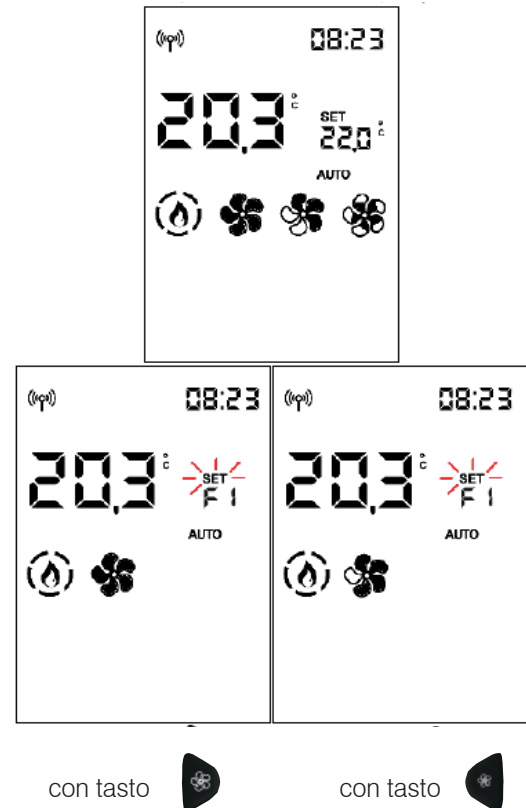 08:23
20,3 °c
SET
22,0 °c
AUTO
08:23 08:23
20,3 °c SET F1 20,3 °c SET F1
AUTO AUTO
con tasto con tasto